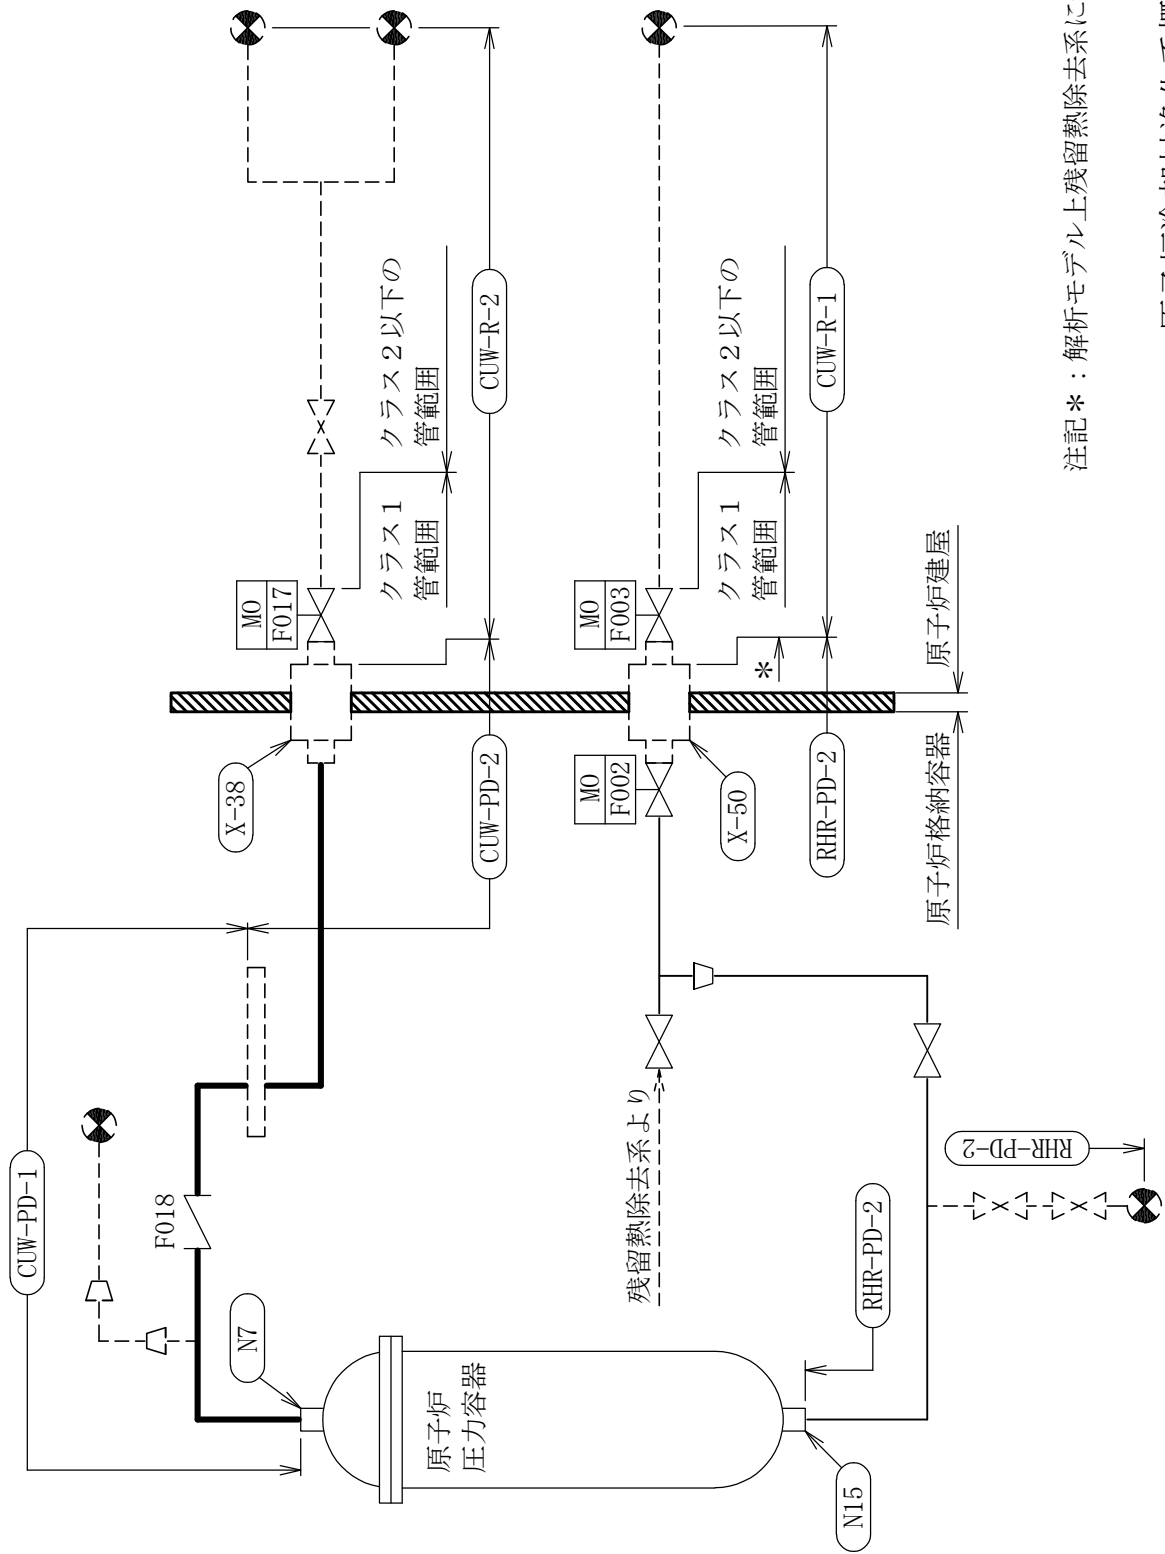 CUW-PD-1
F018
N7
原子炉
圧力容器
N15
RHR-PD-2
RHR-PD-2
残留熱除去系より
X-38
CUW-PD-2
MO
F002
X-50
RHR-PD-2
原子炉格納容器
原子炉建屋
MO
F017
クラス1
管範囲
クラス2以下の
管範囲
CUW-R-2
MO
F003
*
クラス1
管範囲
クラス2以下の
管範囲
CUW-R-1
注記*：解析モデル上残留熱除去系に